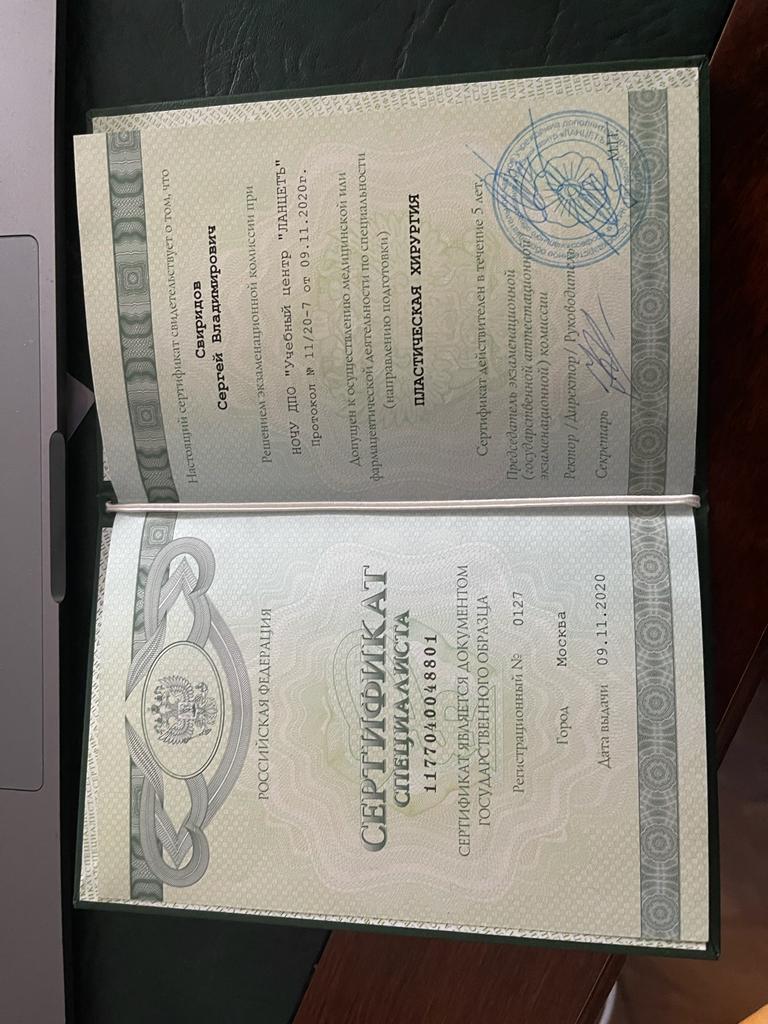 РОССИЙСКАЯ ФЕДЕРАЦИЯ
СЕРТИФИКАТ
СПЕЦИАЛИСТА
1177040048801
СЕРТИФИКАТ ЯВЛЯЕТСЯ ДОКУМЕНТОМ
ГОСУДАРСТВЕННОГО ОБРАЗЦА
Регистрационный № 0127
Город Москва
Дата выдачи 09.11.2020
Настоящий сертификат свидетельствует о том, что
Свиридов
Сергей Владимирович
Решением экзаменационной комиссии при
НОЧУ ДПО "Учебный центр "ЛАНЦЕТЪ"
Протокол № 11/20-7 от 09.11.2020г.
Допущен к осуществлению медицинской или
фармацевтической деятельности по специальности
(направлению подготовки)
ПЛАСТИЧЕСКАЯ ХИРУРГИЯ
Сертификат действителен в течение 5 лет.
Председатель экзаменационной
(государственной аттестационной,
экзаменационной) комиссии
Ректор / Директор / Руководитель
Секретарь
М.П.